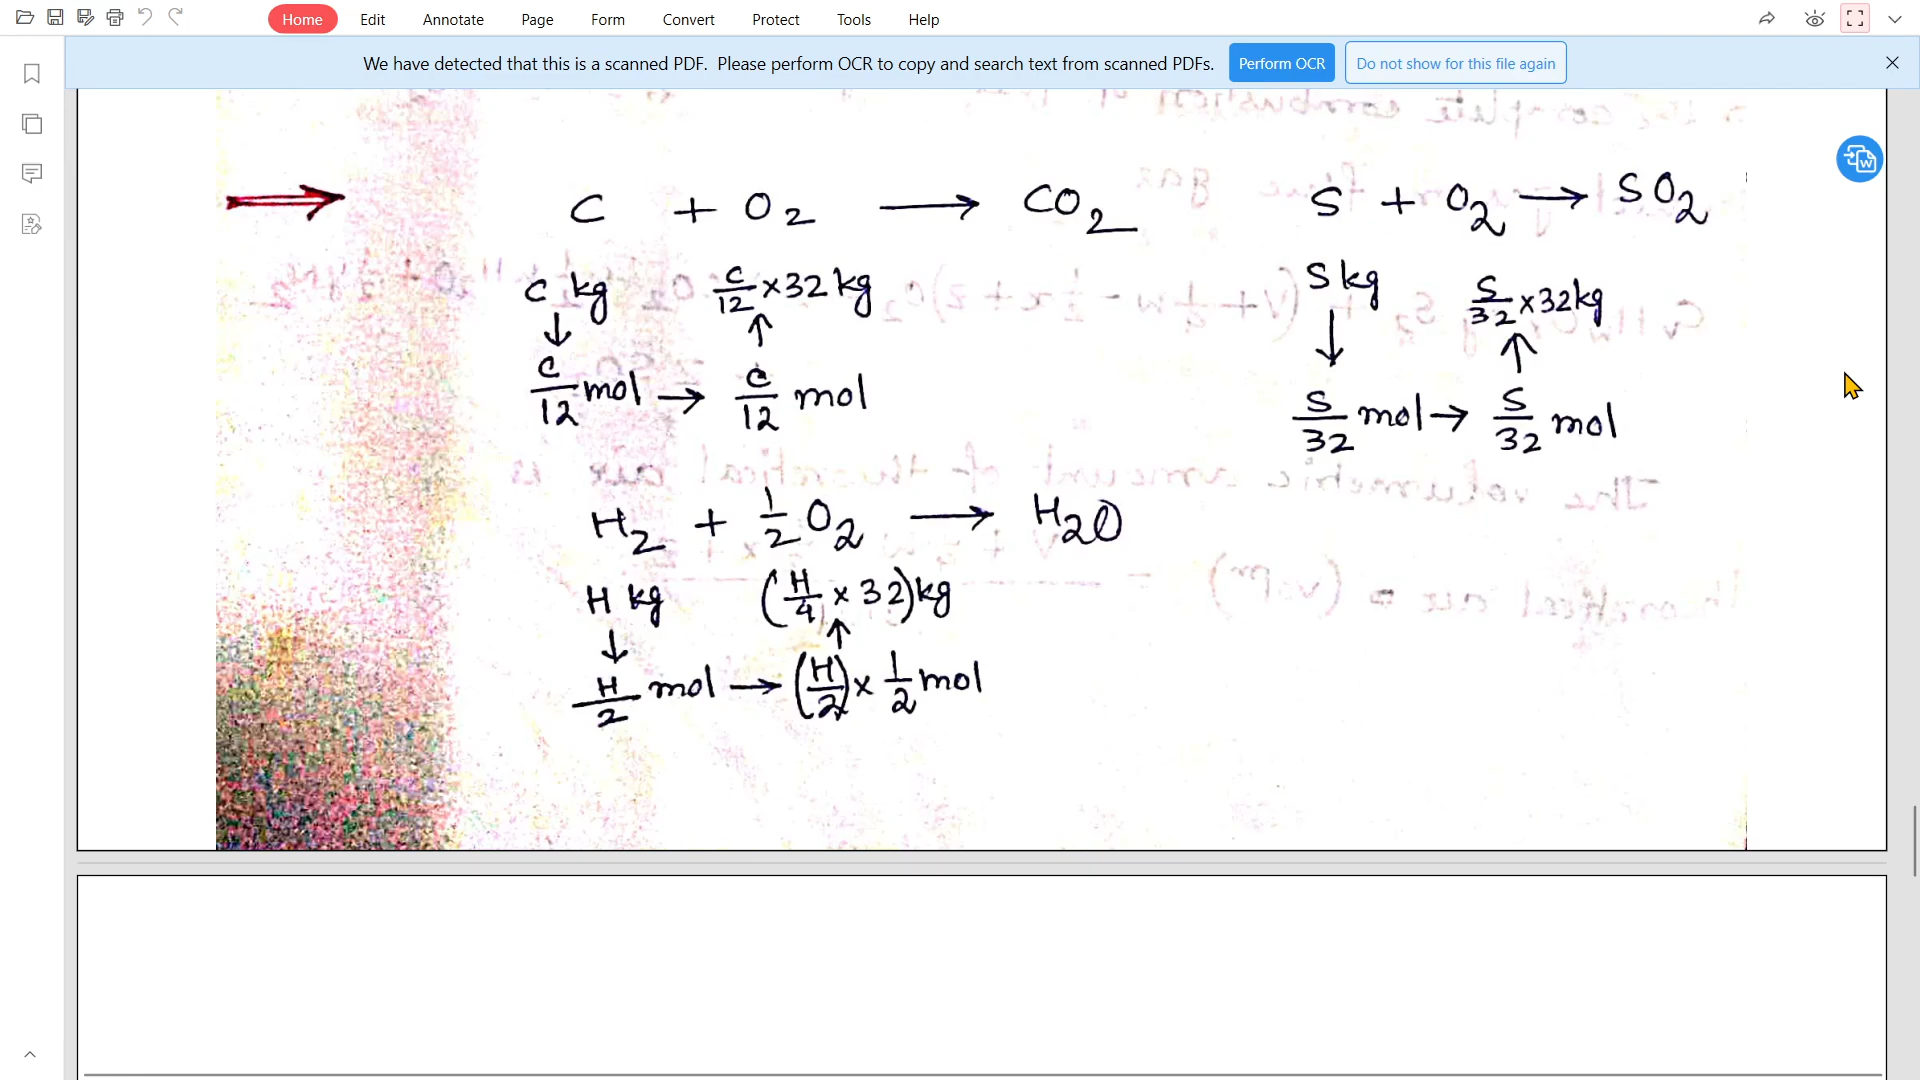 Home Edit Annotate Page Form Convert Protect Tools Help
We have detected that this is a scanned PDF. Please perform OCR to copy and search text from scanned PDFs. Perform OCR Do not show for this file again
C + O₂ ⟶ CO₂
C kg C/12 × 32 kg
↓ ↑
C/12 mol → C/12 mol
S + O₂ ⟶ SO₂
S kg S/32 × 32 kg
↓ ↑
S/32 mol → S/32 mol
H₂ + 1/2 O₂ ⟶ H₂O
H kg (H/4 × 32) kg
↓ ↑
H/2 mol → (H/2) × 1/2 mol